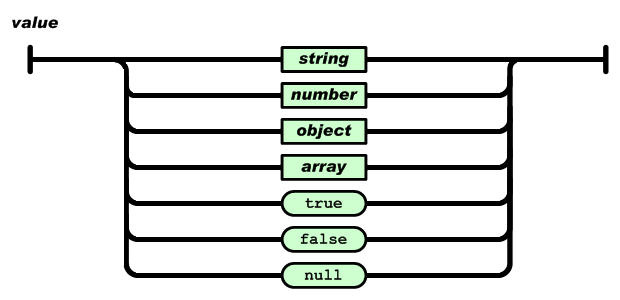 value
string
number
object
array
true
false
null